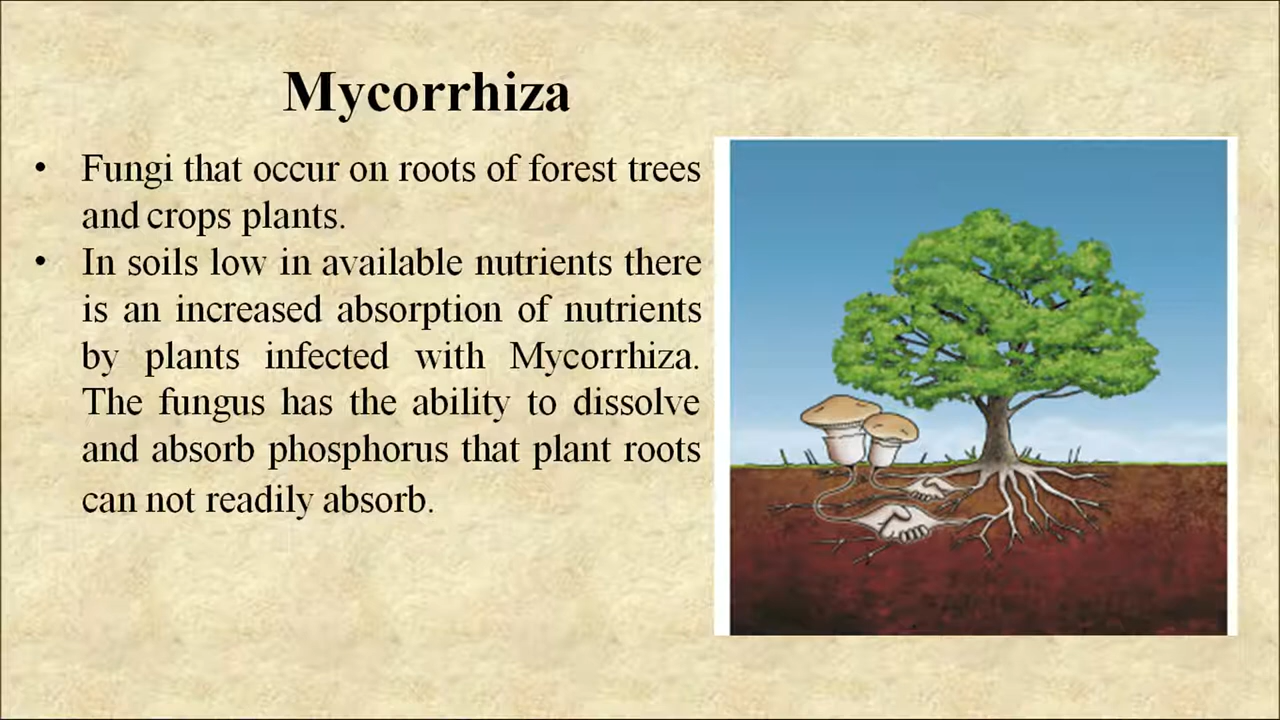 Mycorrhiza
• Fungi that occur on roots of forest trees
and crops plants.
• In soils low in available nutrients there
is an increased absorption of nutrients
by plants infected with Mycorrhiza.
The fungus has the ability to dissolve
and absorb phosphorus that plant roots
can not readily absorb.